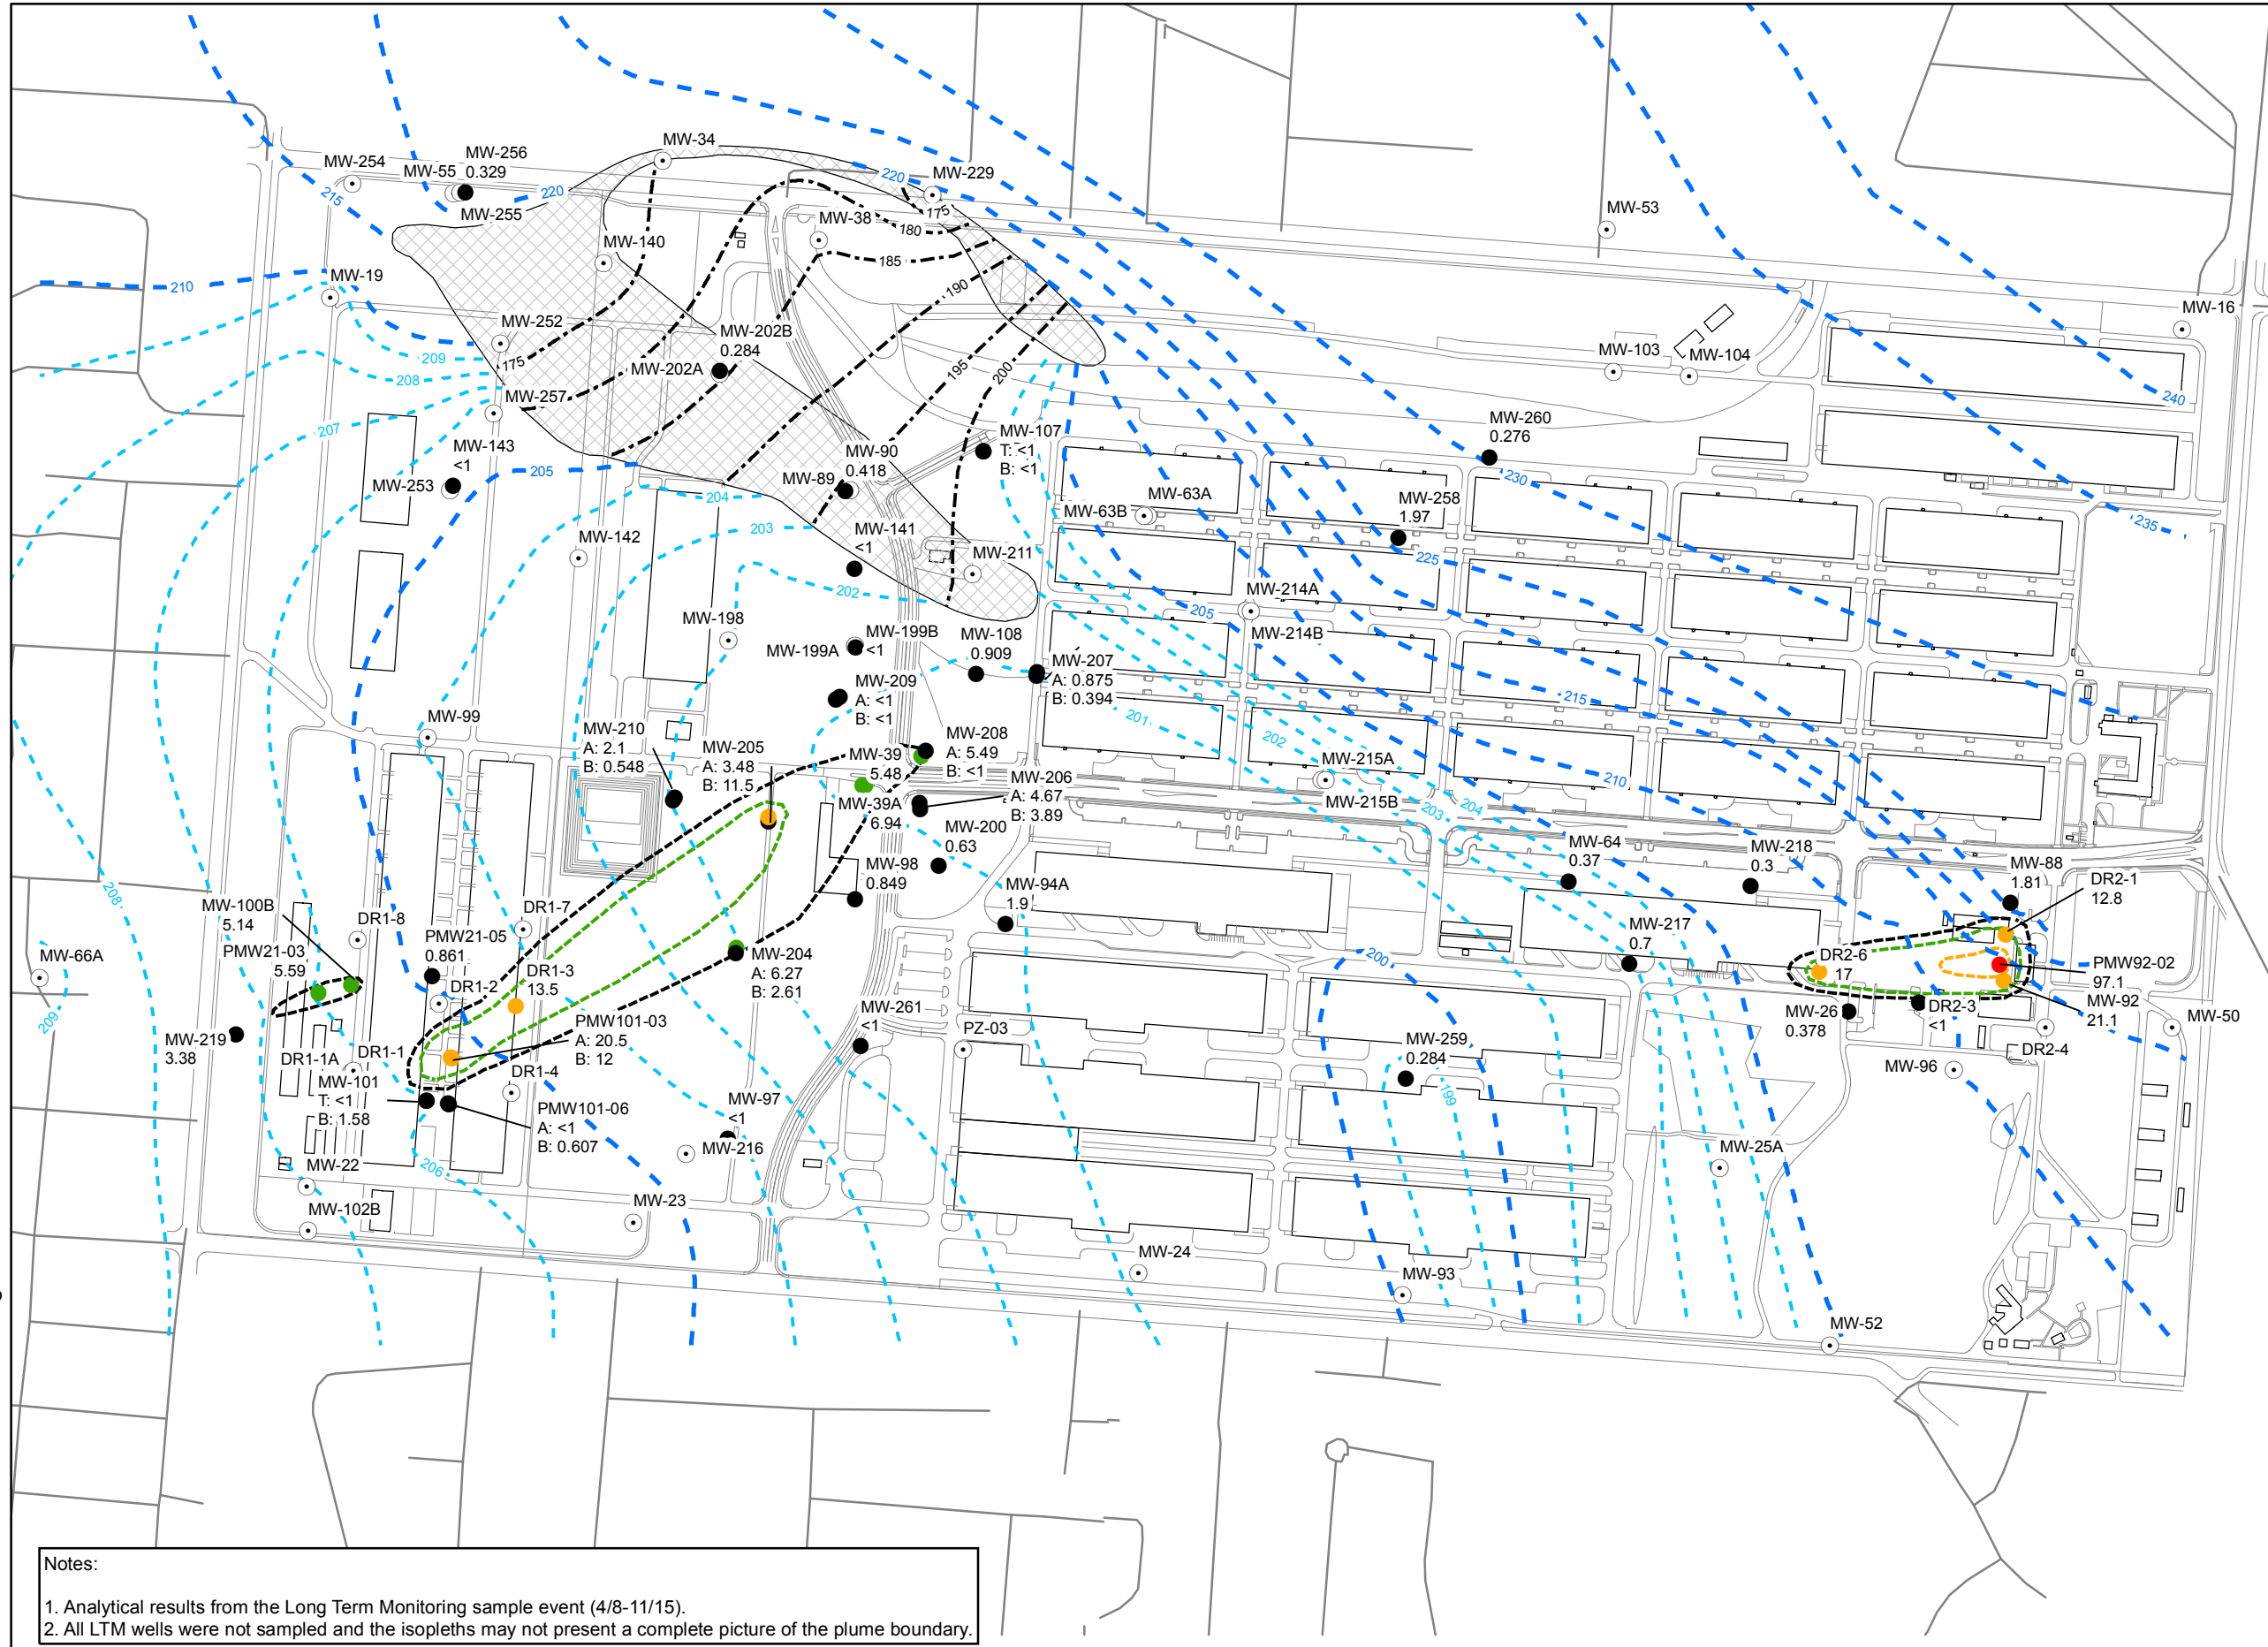 MW-34
MW-254
MW-256
0.329
MW-55
MW-229
220
220
215
MW-255
MW-38
175
180
MW-53
MW-140
185
MW-19
210
190
MW-16
MW-252
MW-202B
0.284
MW-103
MW-104
209
175
MW-202A
195
200
208
MW-257
240
MW-260
0.276
207
MW-143
<1
MW-107
T: <1
B: <1
MW-90
0.418
MW-253
205
MW-89
230
204
MW-63A
MW-258
1.97
MW-63B
235
203
MW-141
<1
MW-142
225
MW-211
202
205
MW-214A
MW-198
MW-199B
<1
MW-108
0.909
MW-214B
MW-199A
MW-207
A: 0.875
B: 0.394
MW-209
A: <1
B: <1
215
201
MW-99
MW-210
A: 2.1
B: 0.548
MW-208
A: 5.49
B: <1
202
MW-205
A: 3.48
B: 11.5
MW-39
5.48
MW-215A
210
MW-206
A: 4.67
B: 3.89
MW-39A
6.94
MW-215B
203
204
MW-200
0.63
MW-64
0.37
MW-218
0.3
MW-98
0.849
MW-88
1.81
DR2-1
12.8
208
MW-94A
1.9
MW-100B
5.14
DR1-7
DR1-8
PMW21-05
0.861
MW-217
0.7
PMW21-03
5.59
MW-66A
MW-204
A: 6.27
B: 2.61
200
DR2-6
17
PMW92-02
97.1
DR1-3
13.5
DR1-2
MW-92
21.1
209
MW-261
<1
DR2-3
<1
MW-26
0.378
MW-50
PMW101-03
A: 20.5
B: 12
PZ-03
MW-219
3.38
MW-259
0.284
DR1-1A
DR1-1
DR2-4
MW-96
DR1-4
MW-101
T: <1
B: 1.58
199
MW-97
<1
PMW101-06
A: <1
B: 0.607
MW-216
MW-25A
MW-22
206
MW-23
MW-102B
MW-24
MW-93
MW-52
Notes:
1. Analytical results from the Long Term Monitoring sample event (4/8-11/15).
2. All LTM wells were not sampled and the isopleths may not present a complete picture of the plume boundary.